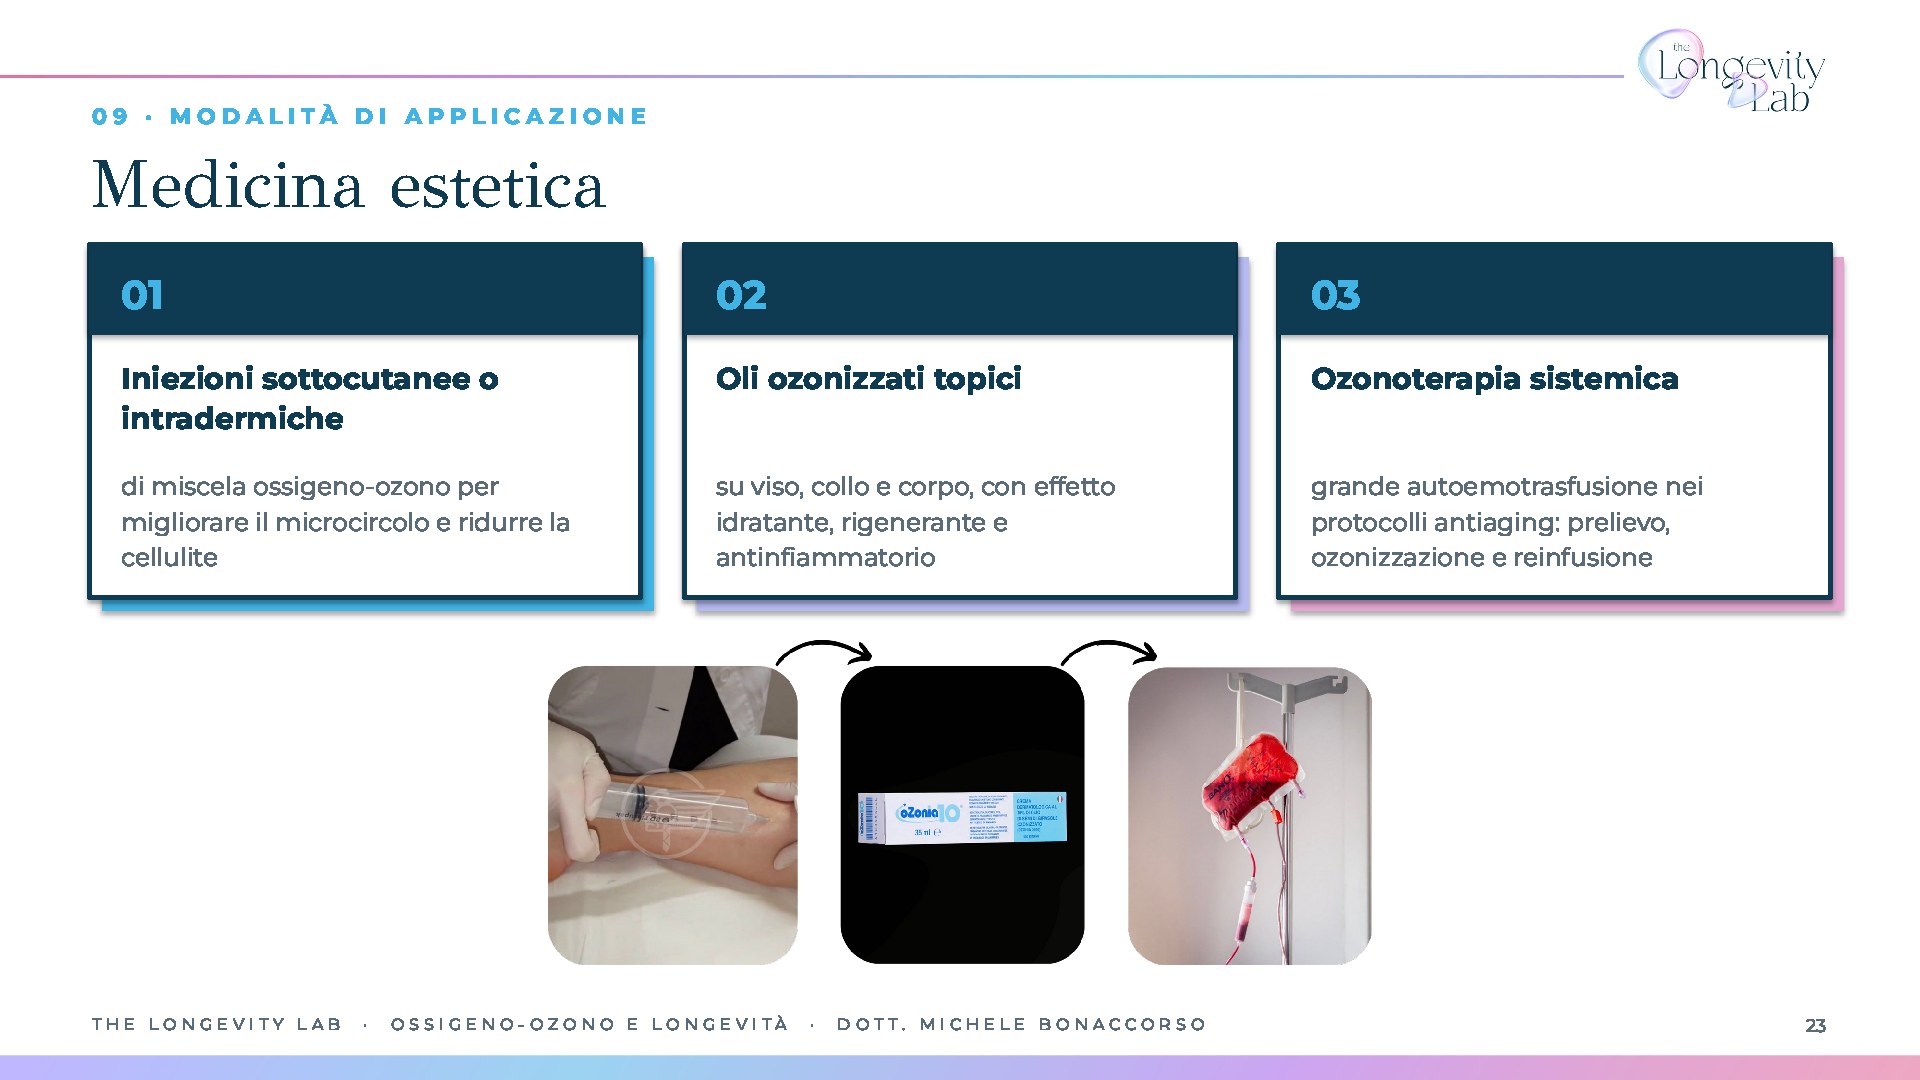 the
Longevity
Lab
09 · MODALITÀ DI APPLICAZIONE
Medicina estetica
01
Iniezioni sottocutanee o
intradermiche
di miscela ossigeno-ozono per
migliorare il microcircolo e ridurre la
cellulite
02
Oli ozonizzati topici
su viso, collo e corpo, con effetto
idratante, rigenerante e
antinfiammatorio
03
Ozonoterapia sistemica
grande autoemotrasfusione nei
protocolli antiaging: prelievo,
ozonizzazione e reinfusione
òZonia10
35 ml
CREMA
THE LONGEVITY LAB · OSSIGENO-OZONO E LONGEVITÀ · DOTT. MICHELE BONACCORSO
23